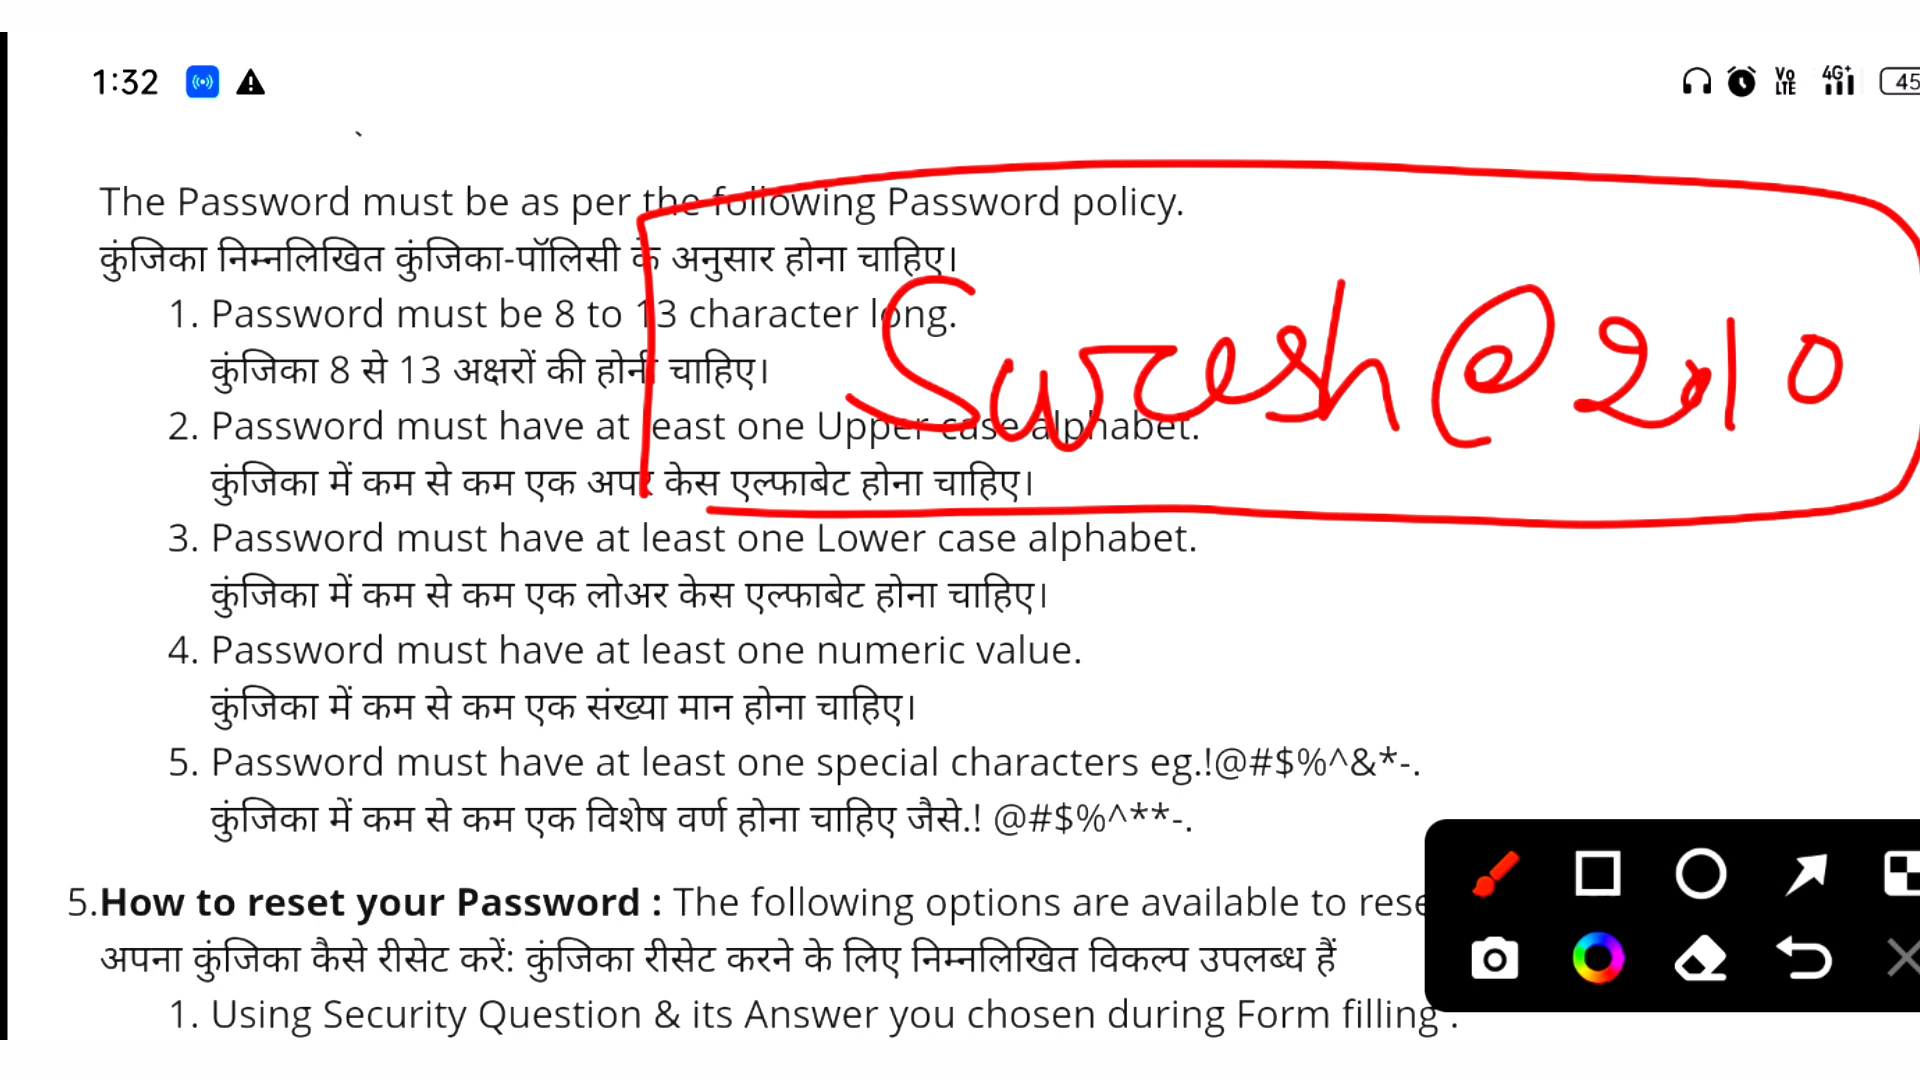 1:32 Vo LTE 4G+ 45
The Password must be as per the following Password policy.
कुंजिका निम्नलिखित कुंजिका-पॉलिसी के अनुसार होना चाहिए।
1. Password must be 8 to 13 character long.
कुंजिका 8 से 13 अक्षरों की होनी चाहिए।
Suresh@2010
2. Password must have at least one Upper case alphabet.
कुंजिका में कम से कम एक अपर केस एल्फाबेट होना चाहिए।
3. Password must have at least one Lower case alphabet.
कुंजिका में कम से कम एक लोअर केस एल्फाबेट होना चाहिए।
4. Password must have at least one numeric value.
कुंजिका में कम से कम एक संख्या मान होना चाहिए।
5. Password must have at least one special characters eg.!@#$%^&*-.
कुंजिका में कम से कम एक विशेष वर्ण होना चाहिए जैसे.! @#$%^**-.
5.How to reset your Password : The following options are available to rese
अपना कुंजिका कैसे रीसेट करें: कुंजिका रीसेट करने के लिए निम्नलिखित विकल्प उपलब्ध हैं
1. Using Security Question & its Answer you chosen during Form filling .